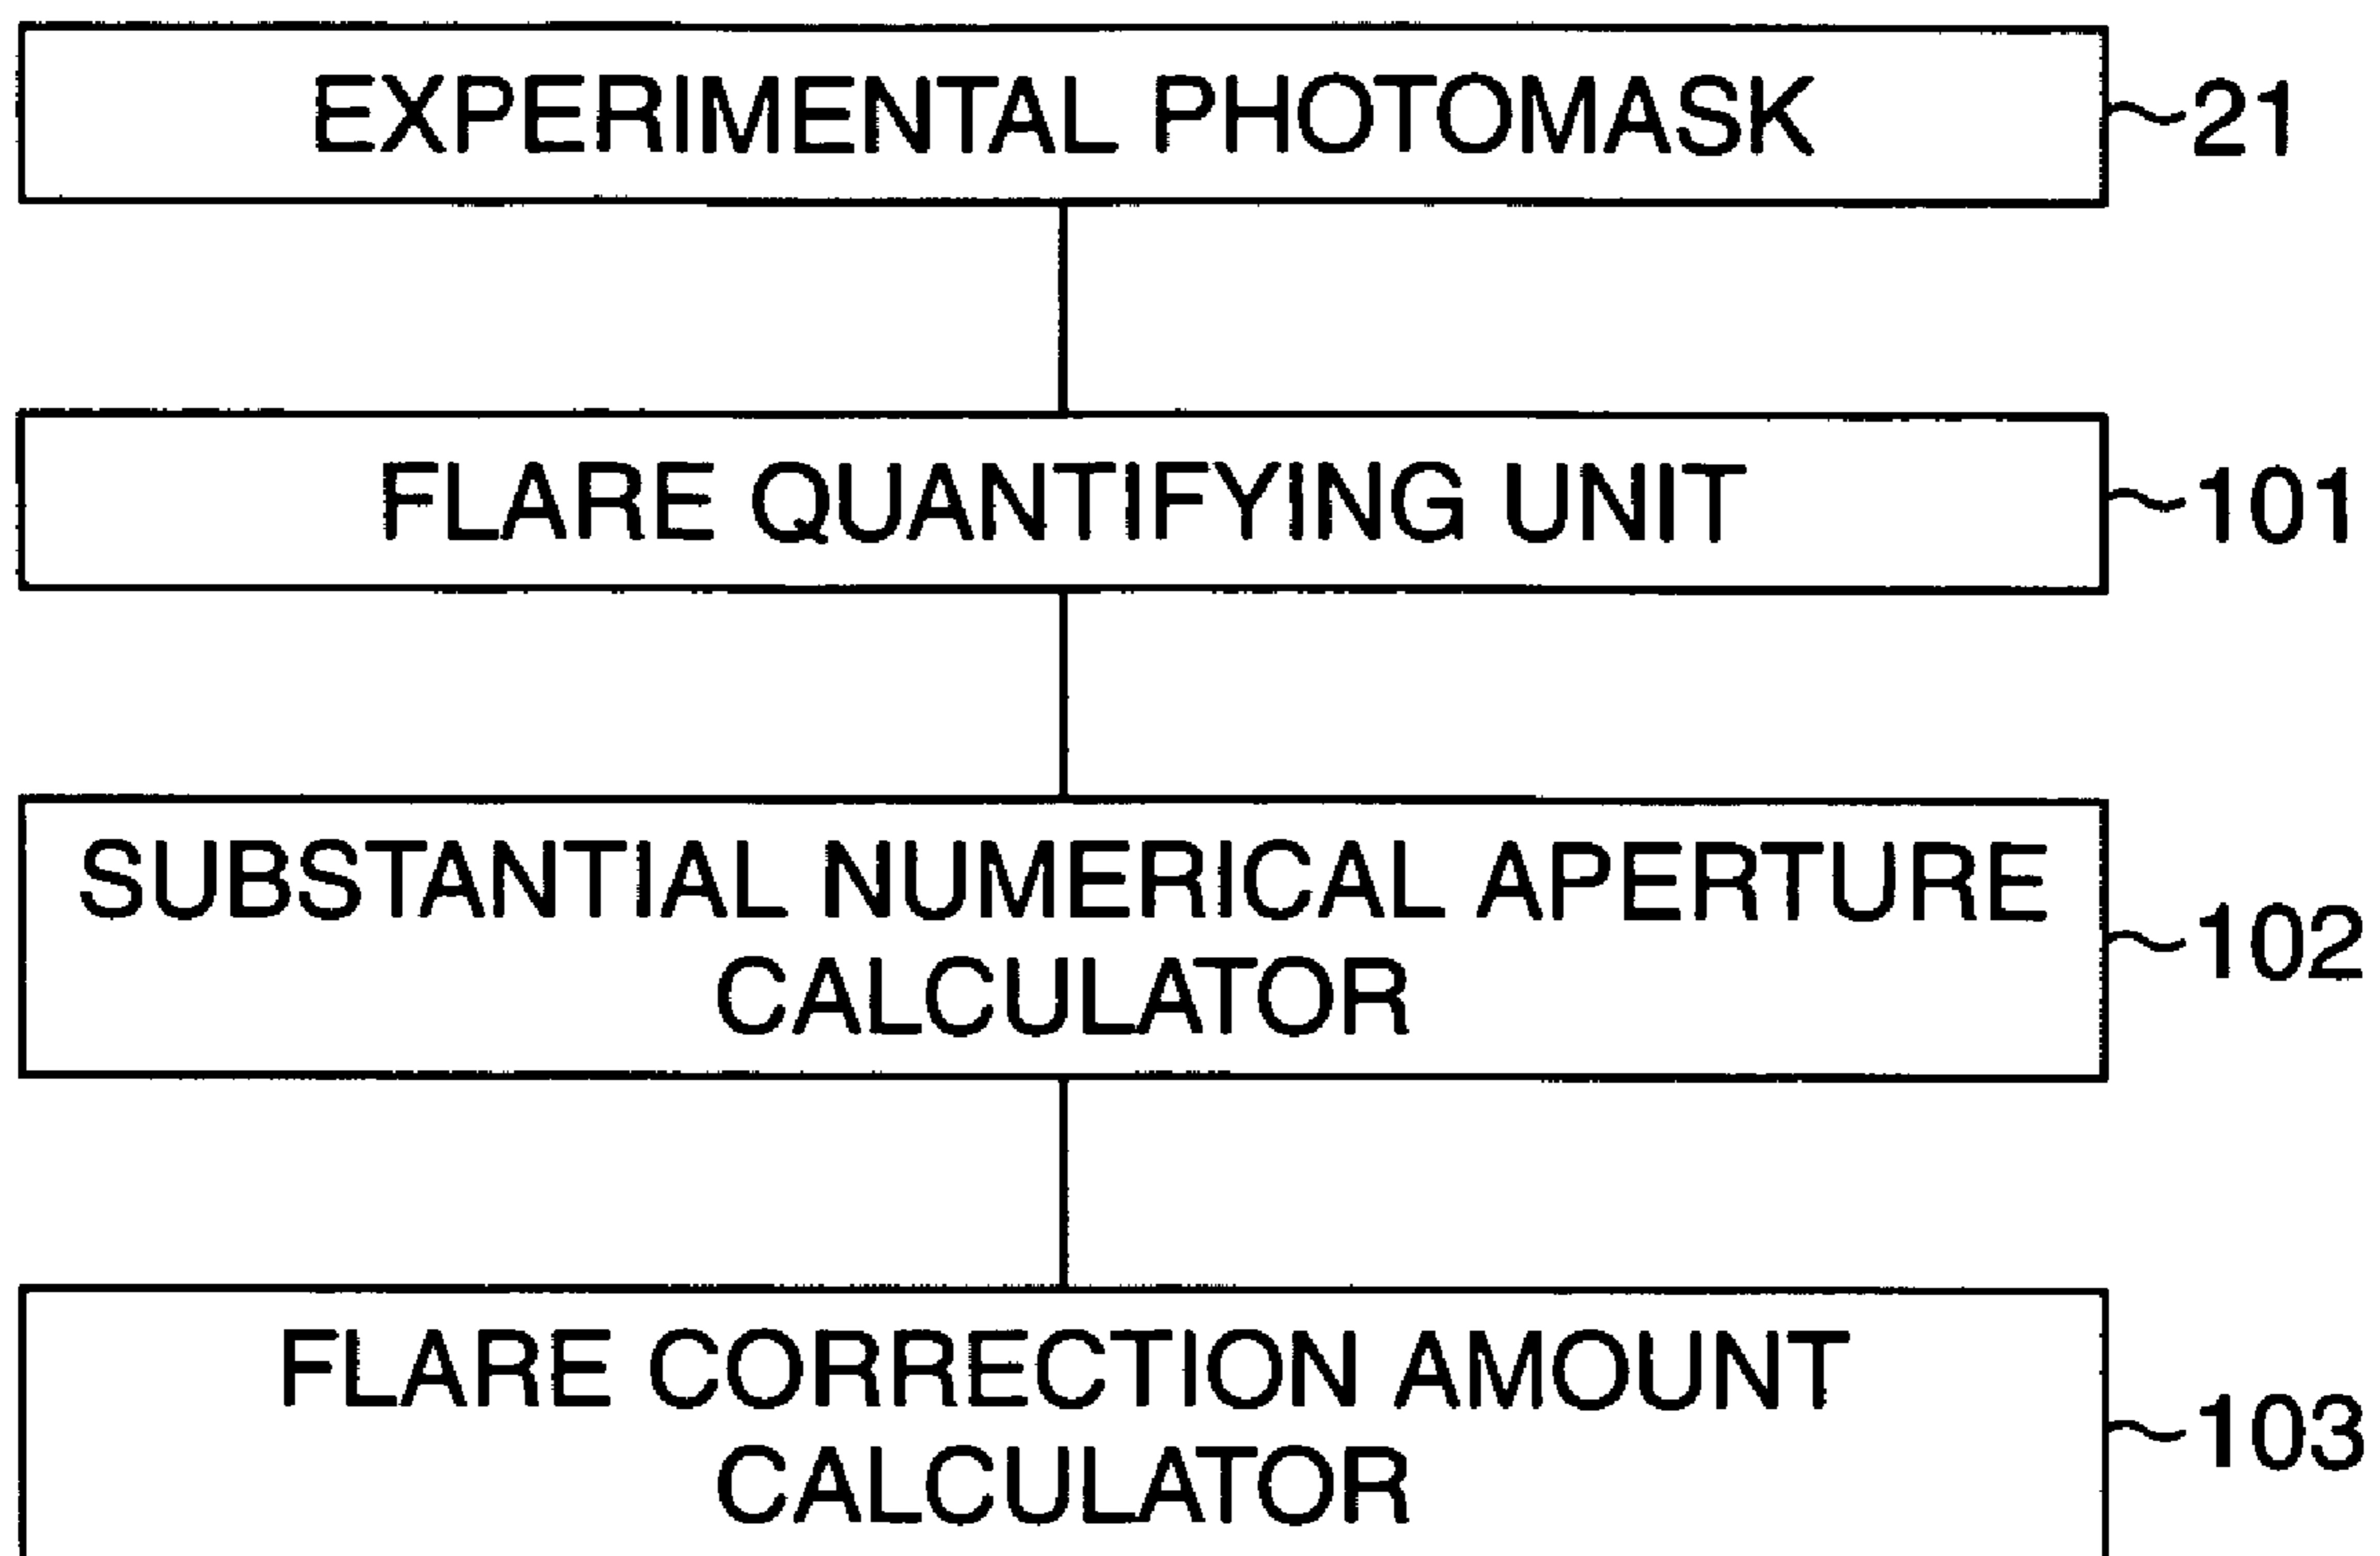 EXPERIMENTAL PHOTOMASK 21
FLARE QUANTIFYING UNIT 101
SUBSTANTIAL NUMERICAL APERTURE
CALCULATOR
102
FLARE CORRECTION AMOUNT
CALCULATOR
103